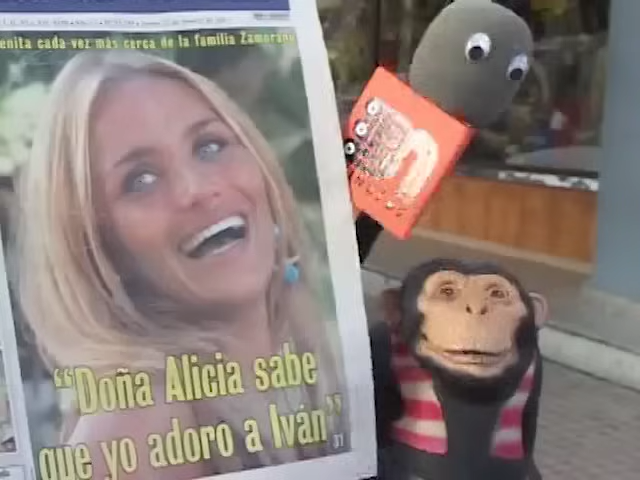 enita cada vez más cerca de la familia Zamorano
“Doña Alicia sabe
que yo adoro a Iván”